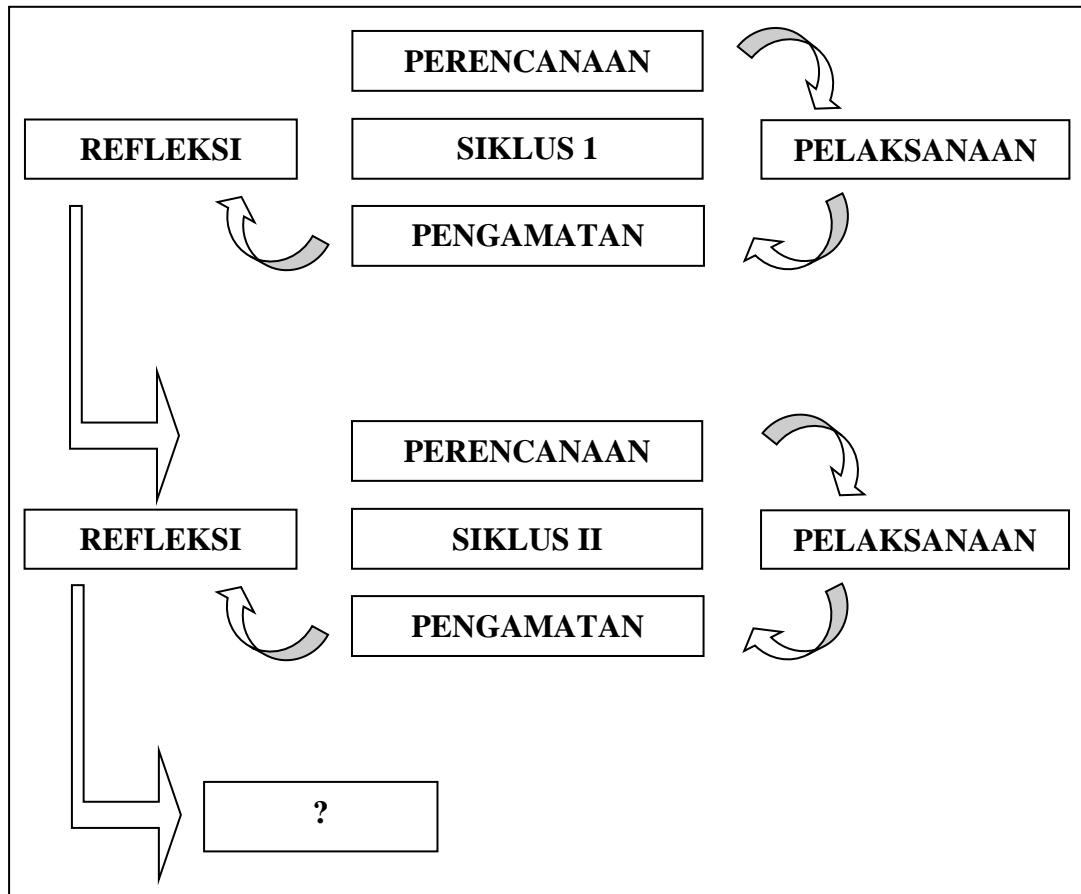 PERENCANAAN
REFLEKSI
SIKLUS 1
PELAKSANAAN
PENGAMATAN
PERENCANAAN
REFLEKSI
SIKLUS II
PELAKSANAAN
PENGAMATAN
?